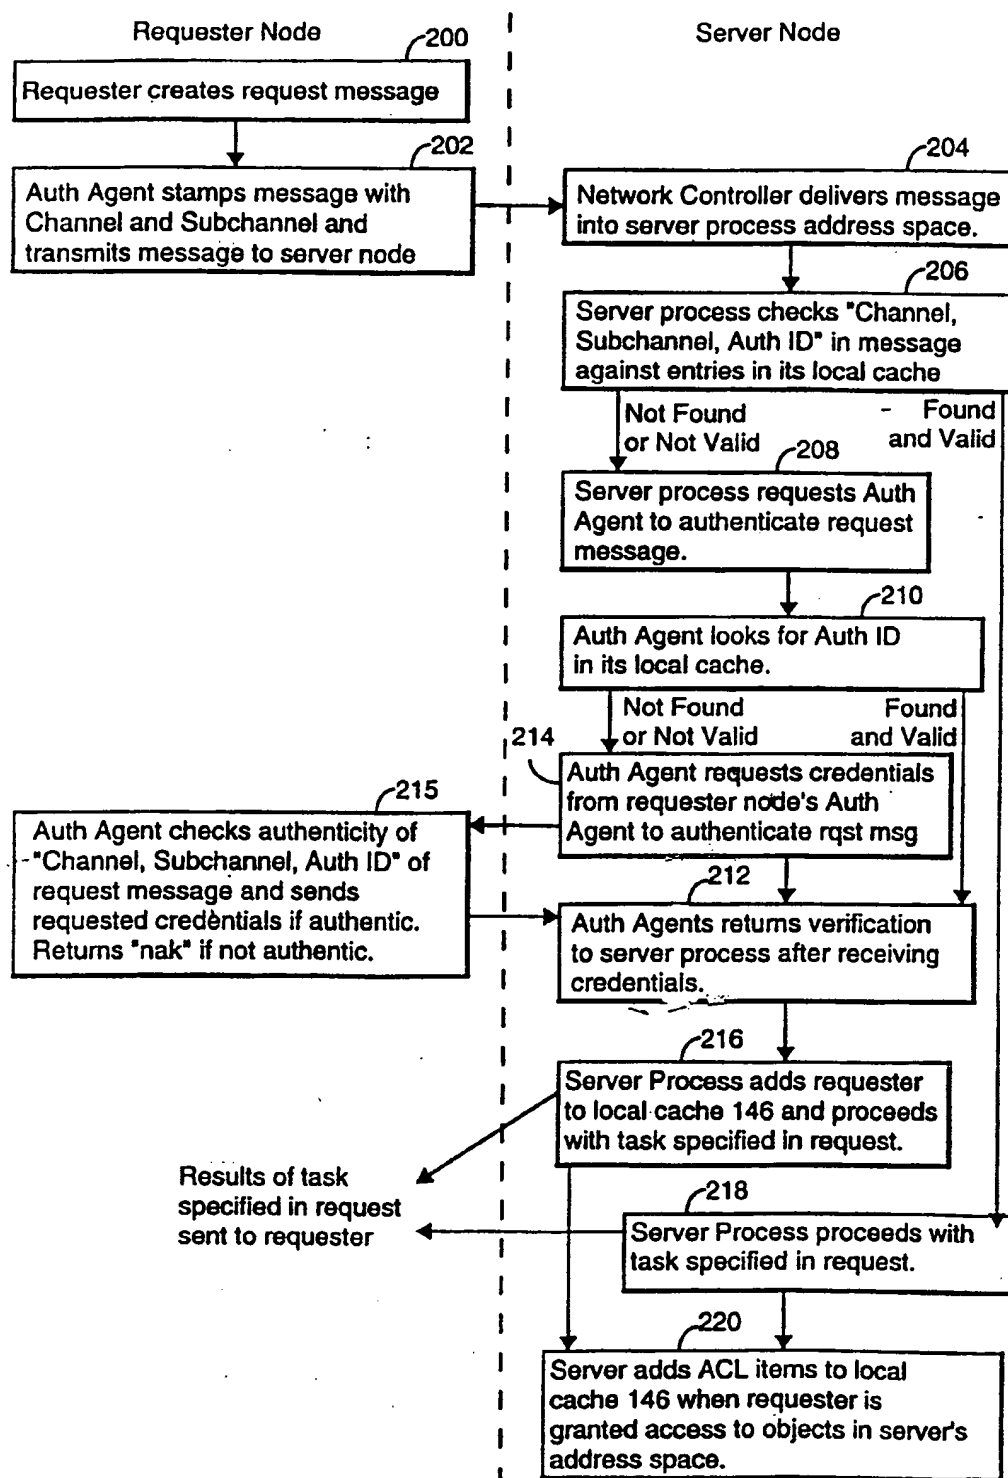 Requester Node
Server Node
200
Requester creates request message
202
Auth Agent stamps message with
Channel and Subchannel and
transmits message to server node
204
Network Controller delivers message
into server process address space.
206
Server process checks "Channel,
Subchannel, Auth ID" in message
against entries in its local cache
Not Found
or Not Valid
Found
and Valid
208
Server process requests Auth
Agent to authenticate request
message.
210
Auth Agent looks for Auth ID
in its local cache.
Not Found
or Not Valid
Found
and Valid
214
Auth Agent requests credentials
from requester node's Auth
Agent to authenticate rqst msg
215
Auth Agent checks authenticity of
"Channel, Subchannel, Auth ID" of
request message and sends
requested credentials if authentic.
Returns "nak" if not authentic.
212
Auth Agents returns verification
to server process after receiving
credentials.
216
Server Process adds requester
to local cache 146 and proceeds
with task specified in request.
Results of task
specified in request
sent to requester
218
Server Process proceeds with
task specified in request.
220
Server adds ACL items to local
cache 146 when requester is
granted access to objects in server's
address space.